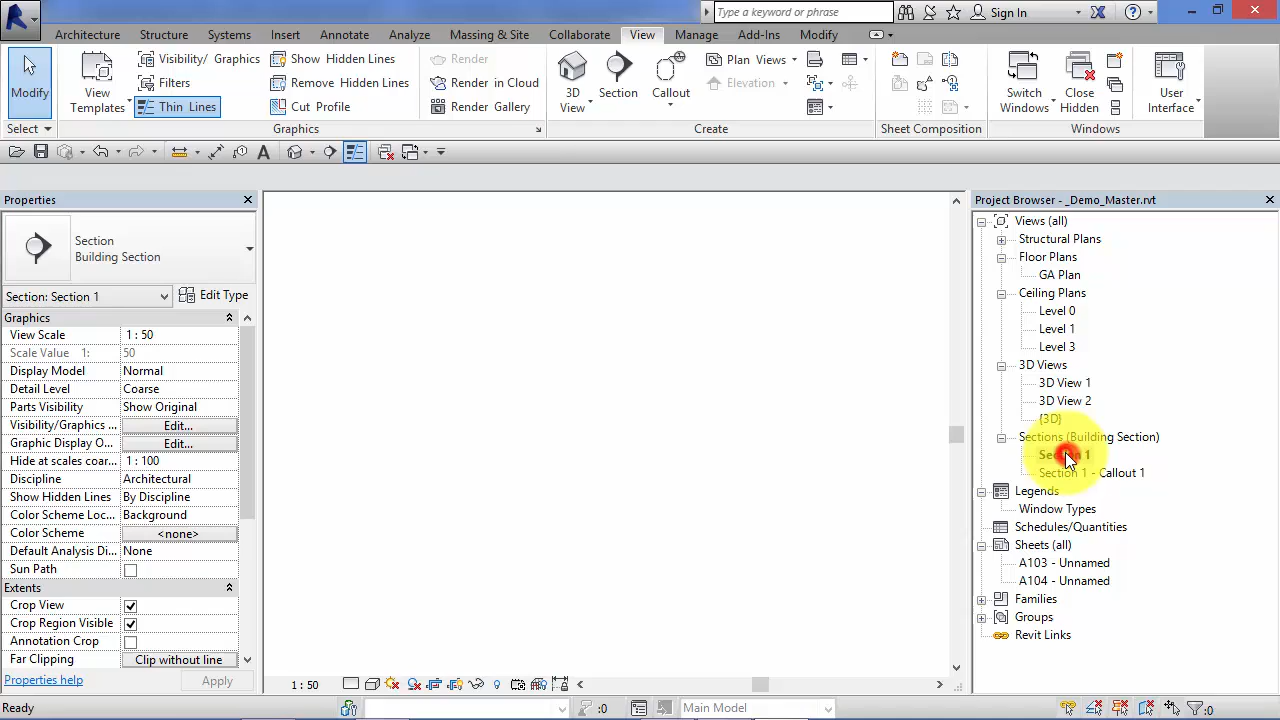 Type a keyword or phrase
Sign In
Architecture Structure Systems Insert Annotate Analyze Massing & Site Collaborate View Manage Add-Ins Modify
Modify
View Templates
Visibility/ Graphics
Filters
Thin Lines
Show Hidden Lines
Remove Hidden Lines
Cut Profile
Render
Render in Cloud
Render Gallery
3D View
Section
Callout
Plan Views
Elevation
Switch Windows
Close Hidden
User Interface
Select Graphics Create Sheet Composition Windows
Properties
Section
Building Section
Section: Section 1 Edit Type
Graphics
View Scale 1 : 50
Scale Value 1: 50
Display Model Normal
Detail Level Coarse
Parts Visibility Show Original
Visibility/Graphics ... Edit...
Graphic Display O... Edit...
Hide at scales coar... 1 : 100
Discipline Architectural
Show Hidden Lines By Discipline
Color Scheme Loc... Background
Color Scheme <none>
Default Analysis Di... None
Sun Path
Extents
Crop View
Crop Region Visible
Annotation Crop
Far Clipping Clip without line
Properties help Apply
1 : 50
Project Browser - _Demo_Master.rvt
Views (all)
Structural Plans
Floor Plans
GA Plan
Ceiling Plans
Level 0
Level 1
Level 3
3D Views
3D View 1
3D View 2
{3D}
Sections (Building Section)
Section 1
Section 1 - Callout 1
Legends
Window Types
Schedules/Quantities
Sheets (all)
A103 - Unnamed
A104 - Unnamed
Families
Groups
Revit Links
Ready :0 Main Model :0